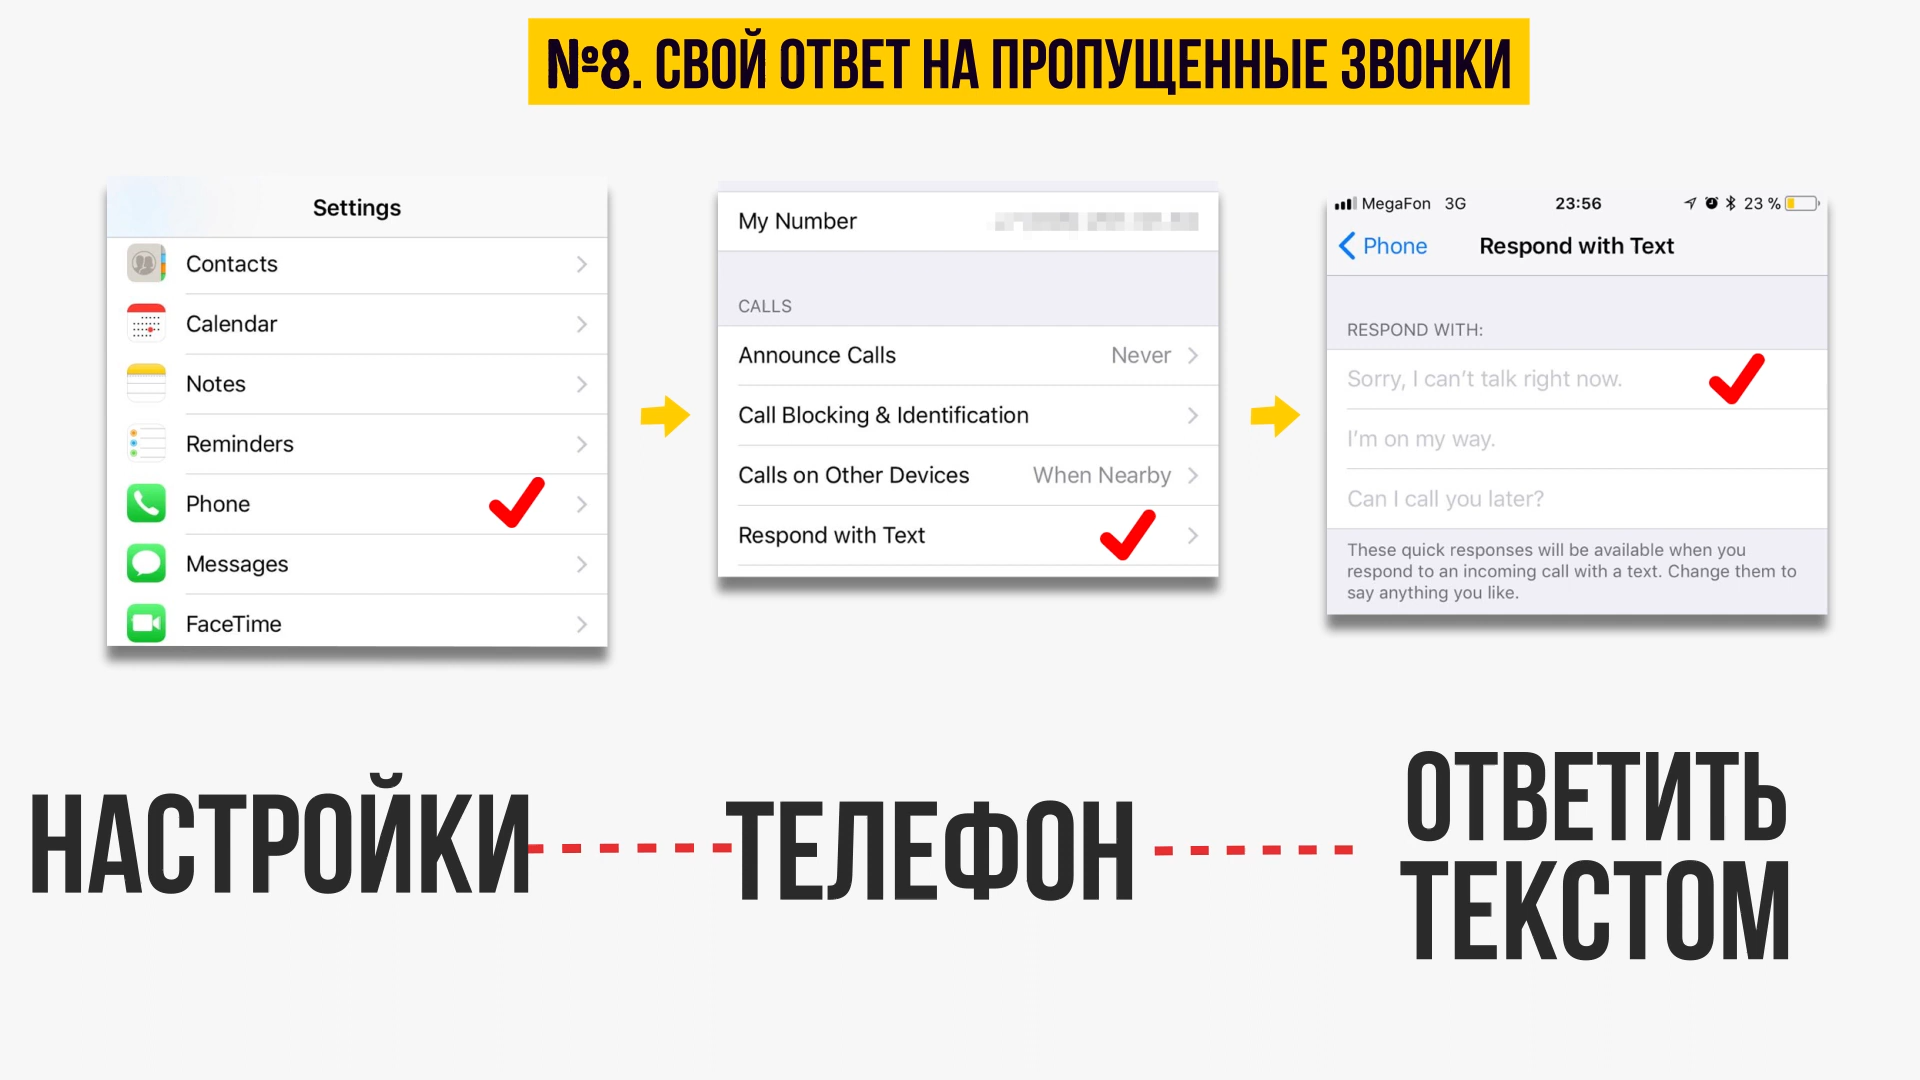 №8. СВОЙ ОТВЕТ НА ПРОПУЩЕННЫЕ ЗВОНКИ
Settings
Contacts
Calendar
Notes
Reminders
Phone
Messages
FaceTime
My Number
CALLS
Announce Calls Never
Call Blocking & Identification
Calls on Other Devices When Nearby
Respond with Text
MegaFon 3G 23:56 23 %
Phone Respond with Text
RESPOND WITH:
Sorry, I can't talk right now.
I'm on my way.
Can I call you later?
These quick responses will be available when you
respond to an incoming call with a text. Change them to
say anything you like.
НАСТРОЙКИ
ТЕЛЕФОН
ОТВЕТИТЬ
ТЕКСТОМ